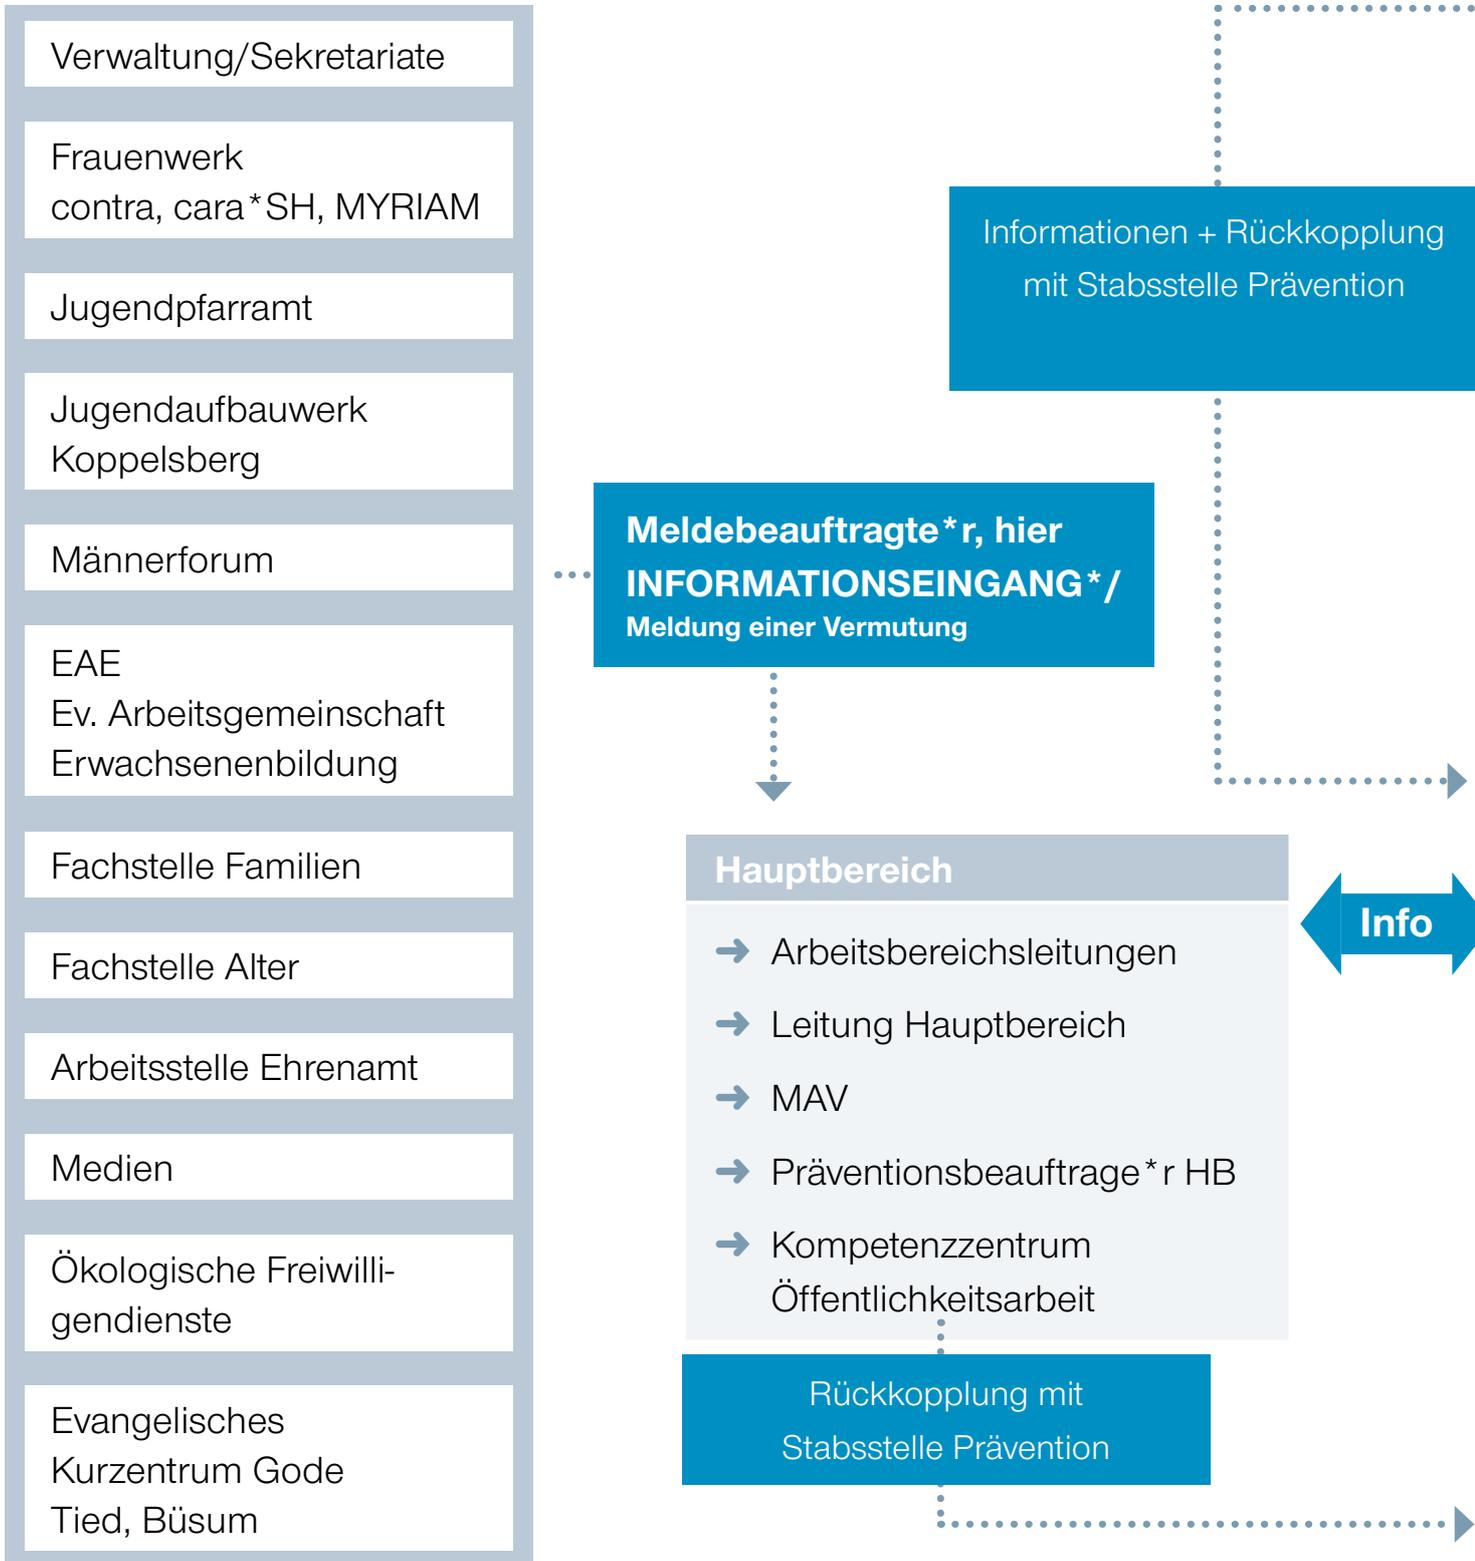 Verwaltung/Sekretariate
Frauenwerk
contra, cara*SH, MYRIAM
Jugendpfarramt
Jugendaufbauwerk
Koppelsberg
Männerforum
EAE
Ev. Arbeitsgemeinschaft
Erwachsenenbildung
Fachstelle Familien
Fachstelle Alter
Arbeitsstelle Ehrenamt
Medien
Ökologische Freiwilli-
gendienste
Evangelisches
Kurzentrum Gode
Tied, Büsum
Informationen + Rückkopplung
mit Stabsstelle Prävention
Meldebeauftragte*r, hier
INFORMATIONSEINGANG*/
Meldung einer Vermutung
Hauptbereich
Arbeitsbereichsleitungen
Leitung Hauptbereich
MAV
Präventionsbeauftrage*r HB
Kompetenzzentrum
Öffentlichkeitsarbeit
Info
Rückkopplung mit
Stabsstelle Prävention